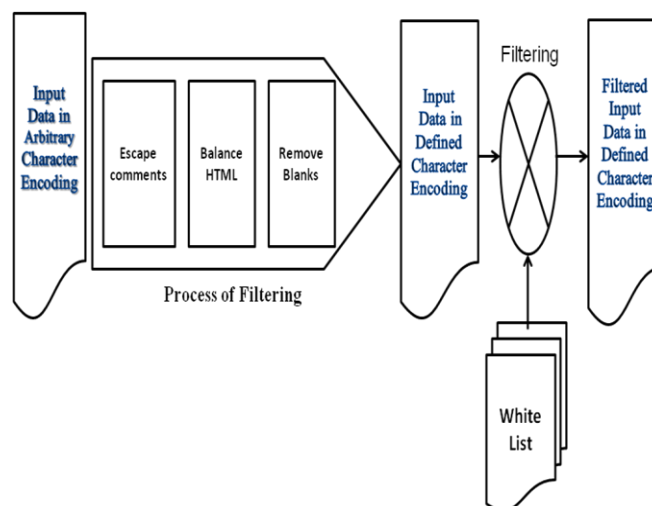 Input
Data in
Arbitrary
Character
Encoding
Escape
comments
Balance
HTML
Remove
Blanks
Process of Filtering
Input
Data in
Defined
Character
Encoding
Filtering
Filtered
Input
Data in
Defined
Character
Encoding
White
List